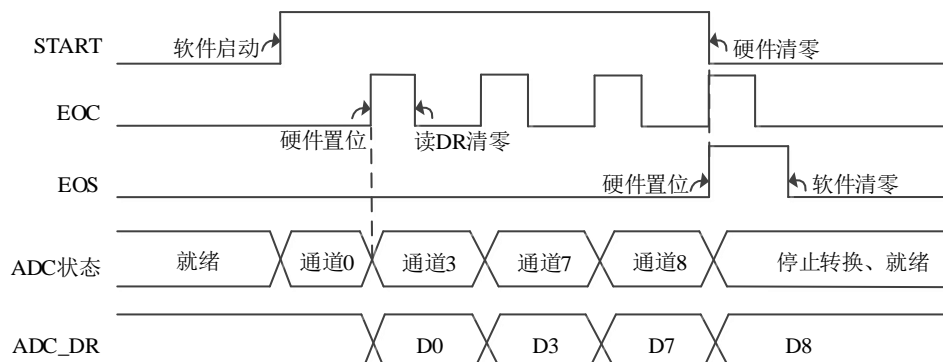 START 软件启动 硬件清零
EOC
硬件置位 读DR清零
EOS 硬件置位 软件清零
ADC状态 就绪 通道0 通道3 通道7 通道8 停止转换、就绪
ADC_DR D0 D3 D7 D8